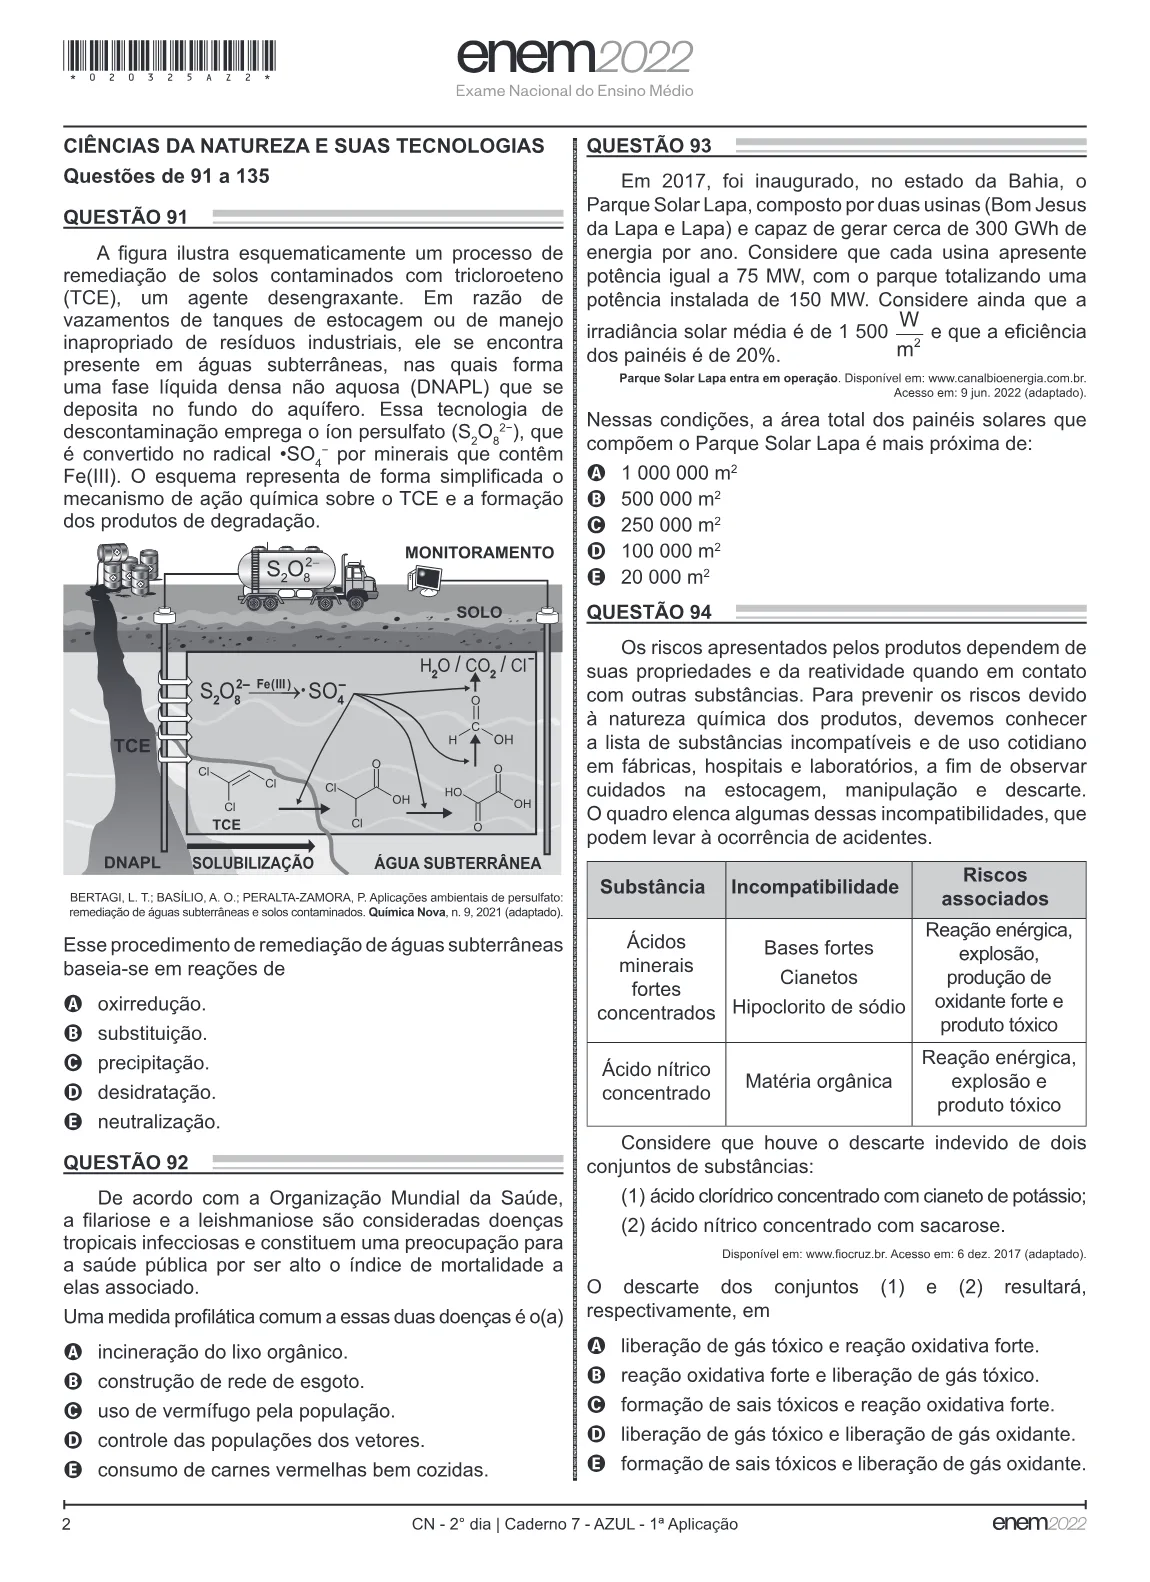 *020325AZ2*
enem2022
Exame Nacional do Ensino Médio
CIÊNCIAS DA NATUREZA E SUAS TECNOLOGIAS
Questões de 91 a 135
QUESTÃO 91
A figura ilustra esquematicamente um processo de
remediação de solos contaminados com tricloroeteno
(TCE), um agente desengraxante. Em razão de
vazamentos de tanques de estocagem ou de manejo
inapropriado de resíduos industriais, ele se encontra
presente em águas subterrâneas, nas quais forma
uma fase líquida densa não aquosa (DNAPL) que se
deposita no fundo do aquífero. Essa tecnologia de
descontaminação emprega o íon persulfato (S₂O₈²⁻), que
é convertido no radical •SO₄⁻ por minerais que contêm
Fe(III). O esquema representa de forma simplificada o
mecanismo de ação química sobre o TCE e a formação
dos produtos de degradação.
MONITORAMENTO
S₂O₈²⁻
SOLO
H₂O / CO₂ / Cl⁻
S₂O₈²⁻ Fe(III) •SO₄⁻
O
C
H OH
TCE
Cl
Cl
Cl
TCE
Cl
O
OH
Cl
O
HO
OH
O
DNAPL
SOLUBILIZAÇÃO
ÁGUA SUBTERRÂNEA
BERTAGI, L. T.; BASÍLIO, A. O.; PERALTA-ZAMORA, P. Aplicações ambientais de persulfato:
remediação de águas subterrâneas e solos contaminados. Química Nova, n. 9, 2021 (adaptado).
Esse procedimento de remediação de águas subterrâneas
baseia-se em reações de
A oxirredução.
B substituição.
C precipitação.
D desidratação.
E neutralização.
QUESTÃO 92
De acordo com a Organização Mundial da Saúde,
a filariose e a leishmaniose são consideradas doenças
tropicais infecciosas e constituem uma preocupação para
a saúde pública por ser alto o índice de mortalidade a
elas associado.
Uma medida profilática comum a essas duas doenças é o(a)
A incineração do lixo orgânico.
B construção de rede de esgoto.
C uso de vermífugo pela população.
D controle das populações dos vetores.
E consumo de carnes vermelhas bem cozidas.
QUESTÃO 93
Em 2017, foi inaugurado, no estado da Bahia, o
Parque Solar Lapa, composto por duas usinas (Bom Jesus
da Lapa e Lapa) e capaz de gerar cerca de 300 GWh de
energia por ano. Considere que cada usina apresente
potência igual a 75 MW, com o parque totalizando uma
potência instalada de 150 MW. Considere ainda que a
irradiância solar média é de 1 500 W/m² e que a eficiência
dos painéis é de 20%.
Parque Solar Lapa entra em operação. Disponível em: www.canalbioenergia.com.br.
Acesso em: 9 jun. 2022 (adaptado).
Nessas condições, a área total dos painéis solares que
compõem o Parque Solar Lapa é mais próxima de:
A 1 000 000 m²
B 500 000 m²
C 250 000 m²
D 100 000 m²
E 20 000 m²
QUESTÃO 94
Os riscos apresentados pelos produtos dependem de
suas propriedades e da reatividade quando em contato
com outras substâncias. Para prevenir os riscos devido
à natureza química dos produtos, devemos conhecer
a lista de substâncias incompatíveis e de uso cotidiano
em fábricas, hospitais e laboratórios, a fim de observar
cuidados na estocagem, manipulação e descarte.
O quadro elenca algumas dessas incompatibilidades, que
podem levar à ocorrência de acidentes.
Substância
Incompatibilidade
Riscos
associados
Ácidos
minerais
fortes
concentrados
Bases fortes
Cianetos
Hipoclorito de sódio
Reação enérgica,
explosão,
produção de
oxidante forte e
produto tóxico
Ácido nítrico
concentrado
Matéria orgânica
Reação enérgica,
explosão e
produto tóxico
Considere que houve o descarte indevido de dois
conjuntos de substâncias:
(1) ácido clorídrico concentrado com cianeto de potássio;
(2) ácido nítrico concentrado com sacarose.
Disponível em: www.fiocruz.br. Acesso em: 6 dez. 2017 (adaptado).
O descarte dos conjuntos (1) e (2) resultará,
respectivamente, em
A liberação de gás tóxico e reação oxidativa forte.
B reação oxidativa forte e liberação de gás tóxico.
C formação de sais tóxicos e reação oxidativa forte.
D liberação de gás tóxico e liberação de gás oxidante.
E formação de sais tóxicos e liberação de gás oxidante.
2
CN - 2° dia | Caderno 7 - AZUL - 1ª Aplicação
enem2022